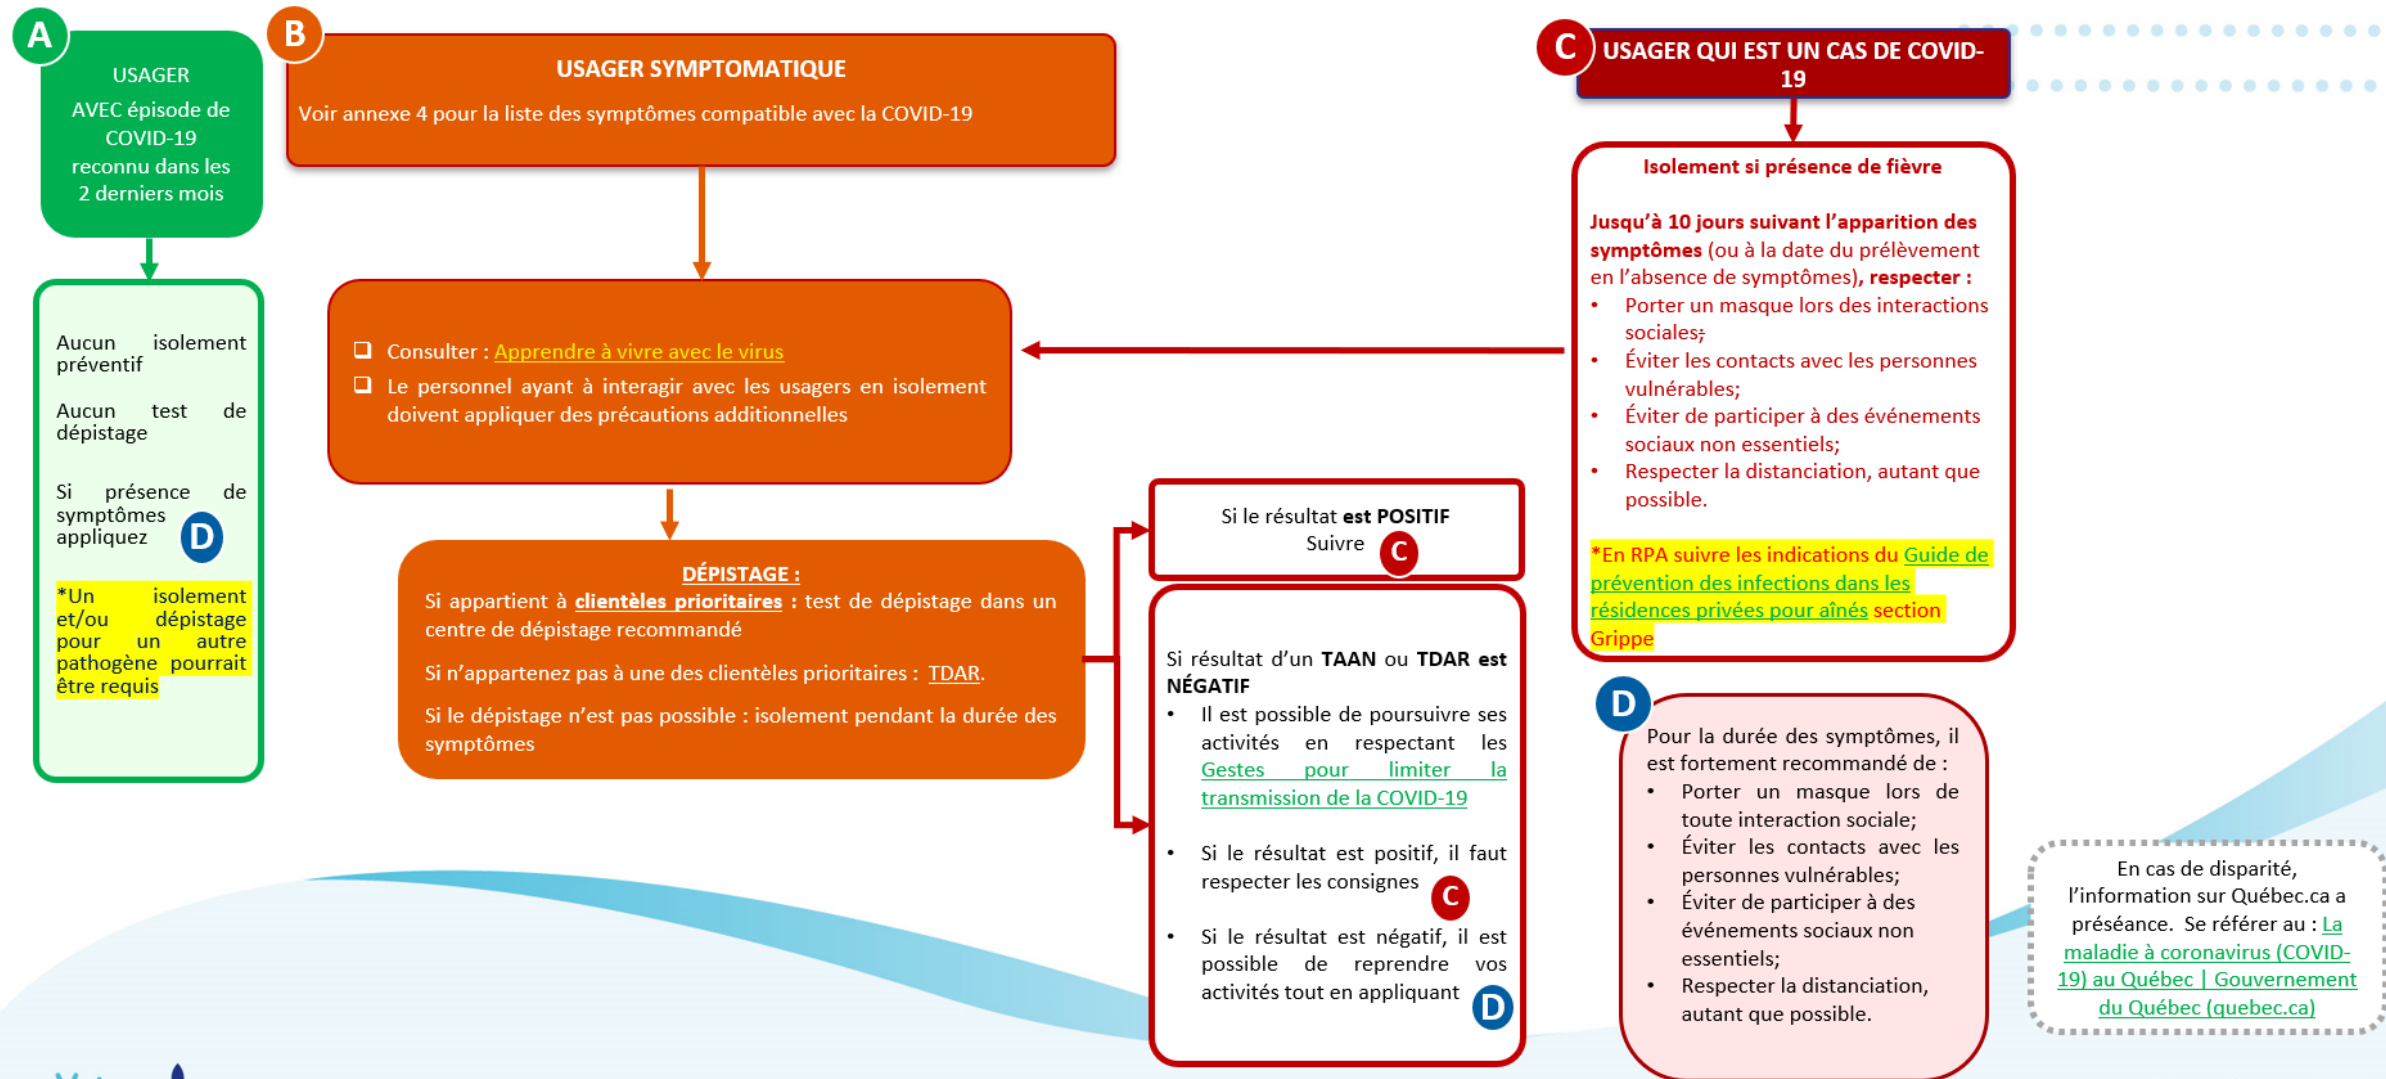 A
USAGER
AVEC épisode de
COVID-19
reconnu dans les
2 derniers mois
Aucun isolement
préventif
Aucun test de
dépistage
Si présence de
symptômes
appliquez D
*Un isolement
et/ou dépistage
pour un autre
pathogène pourrait
être requis
B
USAGER SYMPTOMATIQUE
Voir annexe 4 pour la liste des symptômes compatible avec la COVID-19
❑ Consulter : Apprendre à vivre avec le virus
❑ Le personnel ayant à interagir avec les usagers en isolement
doivent appliquer des précautions additionnelles
DÉPISTAGE :
Si appartient à clientèles prioritaires : test de dépistage dans un
centre de dépistage recommandé
Si n’appartenez pas à une des clientèles prioritaires : TDAR.
Si le dépistage n’est pas possible : isolement pendant la durée des
symptômes
Si le résultat est POSITIF
Suivre C
Si résultat d’un TAAN ou TDAR est
NÉGATIF
• Il est possible de poursuivre ses
activités en respectant les
Gestes pour limiter la
transmission de la COVID-19
• Si le résultat est positif, il faut
respecter les consignes C
• Si le résultat est négatif, il est
possible de reprendre vos
activités tout en appliquant D
C
USAGER QUI EST UN CAS DE COVID-
19
Isolement si présence de fièvre
Jusqu’à 10 jours suivant l’apparition des
symptômes (ou à la date du prélèvement
en l’absence de symptômes), respecter :
• Porter un masque lors des interactions
sociales;
• Éviter les contacts avec les personnes
vulnérables;
• Éviter de participer à des événements
sociaux non essentiels;
• Respecter la distanciation, autant que
possible.
*En RPA suivre les indications du Guide de
prévention des infections dans les
résidences privées pour aînés section
Grippe
D
Pour la durée des symptômes, il
est fortement recommandé de :
• Porter un masque lors de
toute interaction sociale;
• Éviter les contacts avec les
personnes vulnérables;
• Éviter de participer à des
événements sociaux non
essentiels;
• Respecter la distanciation,
autant que possible.
En cas de disparité,
l’information sur Québec.ca a
préséance. Se référer au : La
maladie à coronavirus (COVID-
19) au Québec | Gouvernement
du Québec (quebec.ca)